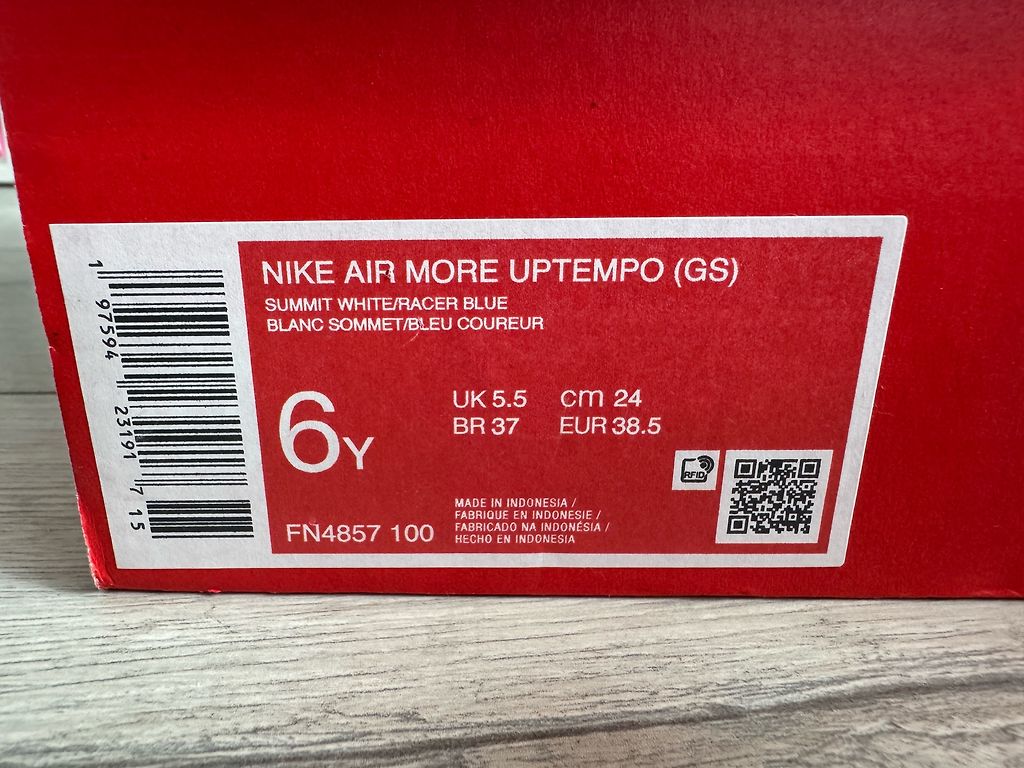 NIKE AIR MORE UPTEMPO (GS)
SUMMIT WHITE/RACER BLUE
BLANC SOMMET/BLEU COUREUR
6Y
UK 5.5 cm 24
BR 37 EUR 38.5
FN4857 100
MADE IN INDONESIA /
FABRIQUE EN INDONESIE /
FABRICADO NA INDONÉSIA /
HECHO EN INDONESIA
RFID
1 97594 23191 7 15